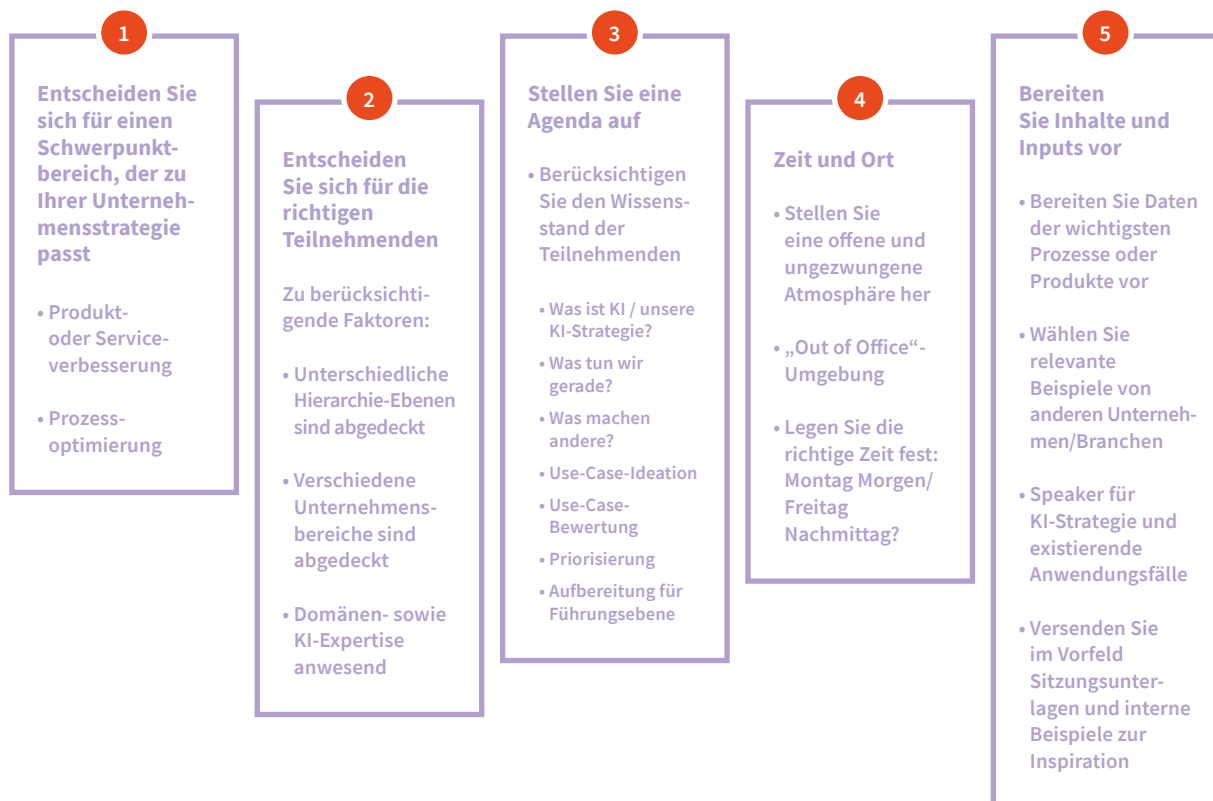 1
Entscheiden Sie
sich für einen
Schwerpunkt-
bereich, der zu
Ihrer Unterneh-
mensstrategie
passt
• Produkt-
oder Service-
verbesserung
• Prozess-
optimierung
2
Entscheiden
Sie sich für die
richtigen
Teilnehmenden
Zu berücksichti-
gende Faktoren:
• Unterschiedliche
Hierarchie-Ebenen
sind abgedeckt
• Verschiedene
Unternehmens-
bereiche sind
abgedeckt
• Domänen- sowie
KI-Expertise
anwesend
3
Stellen Sie eine
Agenda auf
• Berücksichtigen
Sie den Wissens-
stand der
Teilnehmenden
• Was ist KI / unsere
KI-Strategie?
• Was tun wir
gerade?
• Was machen
andere?
• Use-Case-Ideation
• Use-Case-
Bewertung
• Priorisierung
• Aufbereitung für
Führungsebene
4
Zeit und Ort
• Stellen Sie
eine offene und
ungezwungene
Atmosphäre her
• „Out of Office“-
Umgebung
• Legen Sie die
richtige Zeit fest:
Montag Morgen/
Freitag
Nachmittag?
5
Bereiten
Sie Inhalte und
Inputs vor
• Bereiten Sie Daten
der wichtigsten
Prozesse oder
Produkte vor
• Wählen Sie
relevante
Beispiele von
anderen Unterneh-
men/Branchen
• Speaker für
KI-Strategie und
existierende
Anwendungsfälle
• Versenden Sie
im Vorfeld
Sitzungsunter-
lagen und interne
Beispiele zur
Inspiration